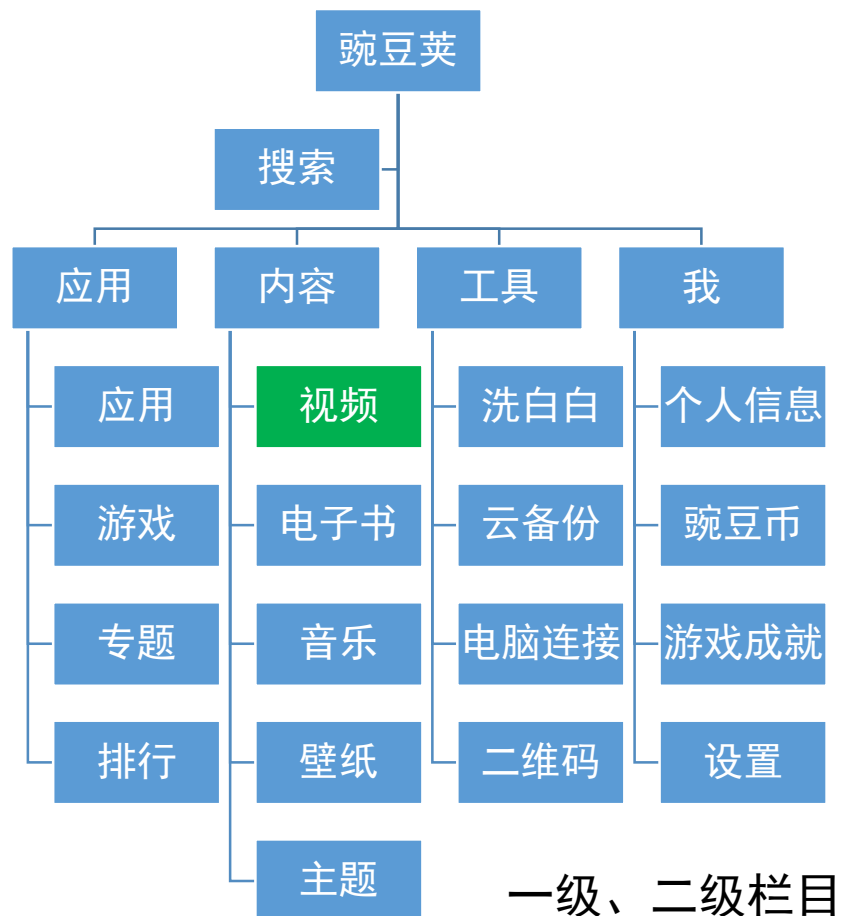 豌豆荚
搜索
应用
内容
工具
我
应用
视频
洗白白
个人信息
游戏
电子书
云备份
豌豆币
专题
音乐
电脑连接
游戏成就
排行
壁纸
二维码
设置
主题
一级、二级栏目